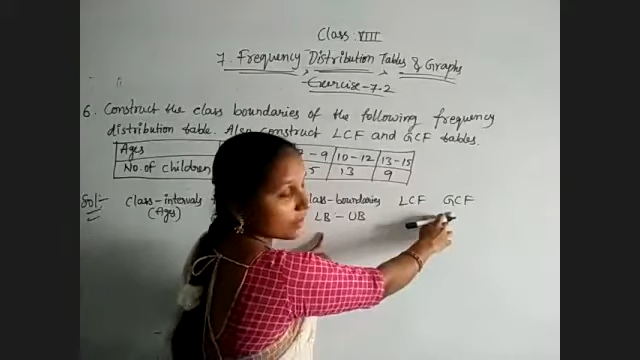 Class:- VIII
7. Frequency Distribution Tables & Graphs
Exercise-7.2
6. Construct the class boundaries of the following frequency
distribution table. Also construct LCF and GCF tables.
Ages - 9 10-12 13-15
No. of children 5 13 9
Sol:- Class-intervals class-boundaries LCF GCF
(Ages) LB - UB